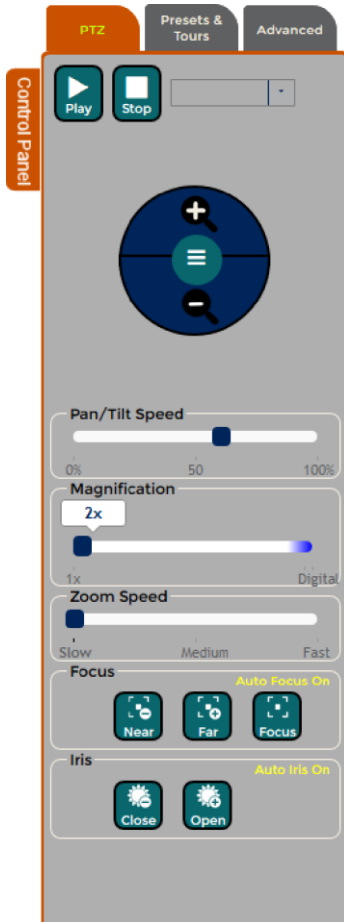 PTZ
Presets &
Tours
Advanced
Control Panel
Play
Stop
Pan/Tilt Speed
0%
50
100%
Magnification
2x
1x
Digital
Zoom Speed
Slow
Medium
Fast
Focus
Auto Focus On
Near
Far
Focus
Iris
Auto Iris On
Close
Open